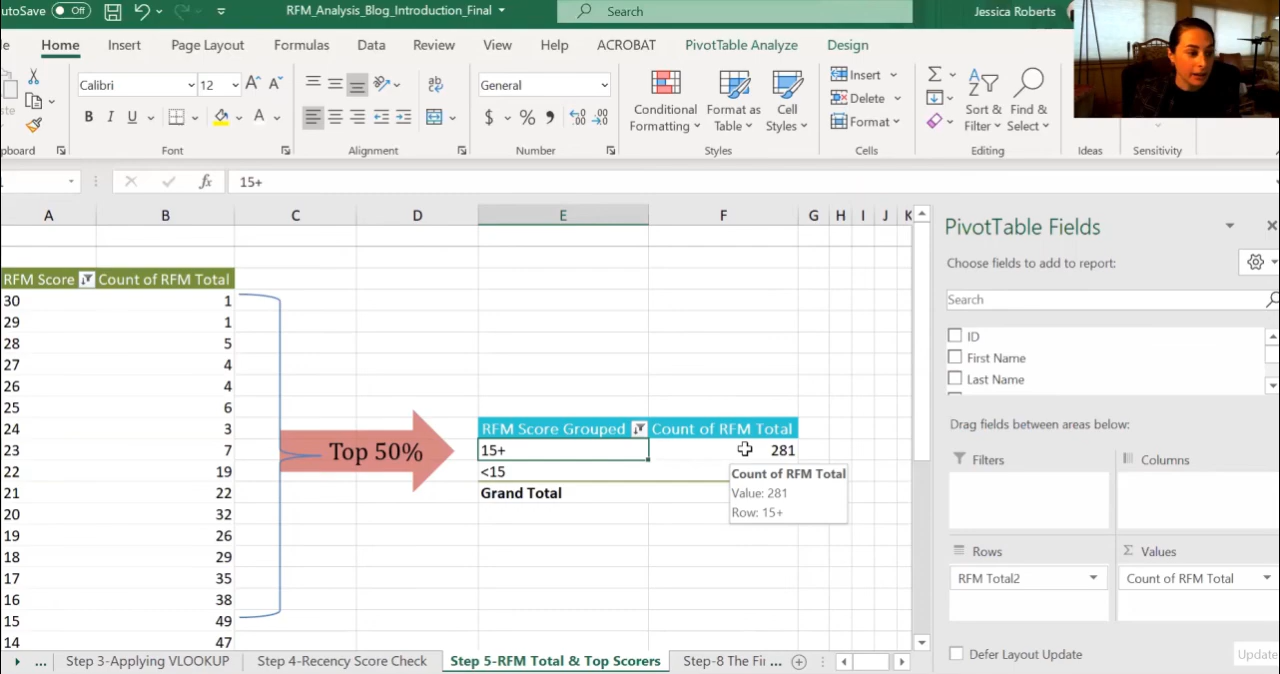 utoSave Off RFM_Analysis_Blog_Introduction_Final Search Jessica Roberts
Home Insert Page Layout Formulas Data Review View Help ACROBAT PivotTable Analyze Design
Calibri 12 General Insert
Delete
Format
B I U A $ % Conditional Formatting Format as Table Cell Styles Sort & Filter Find & Select
Font Alignment Number Styles Cells Editing Ideas Sensitivity
fx 15+
A B C D E F G H I J K
RFM Score Count of RFM Total
30 1
29 1
28 5
27 4
26 4
25 6
24 3
23 7
22 19
21 22
20 32
19 26
18 29
17 35
16 38
15 49
14 47
Top 50%
RFM Score Grouped Count of RFM Total
15+ 281
<15
Grand Total
Count of RFM Total
Value: 281
Row: 15+
PivotTable Fields
Choose fields to add to report:
Search
ID
First Name
Last Name
Drag fields between areas below:
Filters Columns
Rows Values
RFM Total2 Count of RFM Total
Defer Layout Update Update
... Step 3-Applying VLOOKUP Step 4-Recency Score Check Step 5-RFM Total & Top Scorers Step-8 The Fii ...